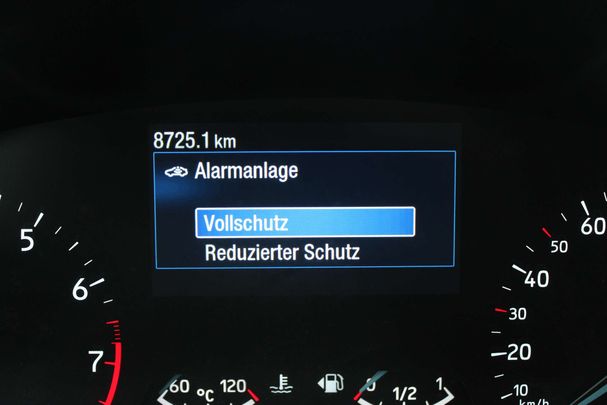 8725.1 km
Alarmanlage
Vollschutz
Reduzierter Schutz
5
6
7
60
50
40
30
20
10
km/h
60 °C 120
0 1/2 1